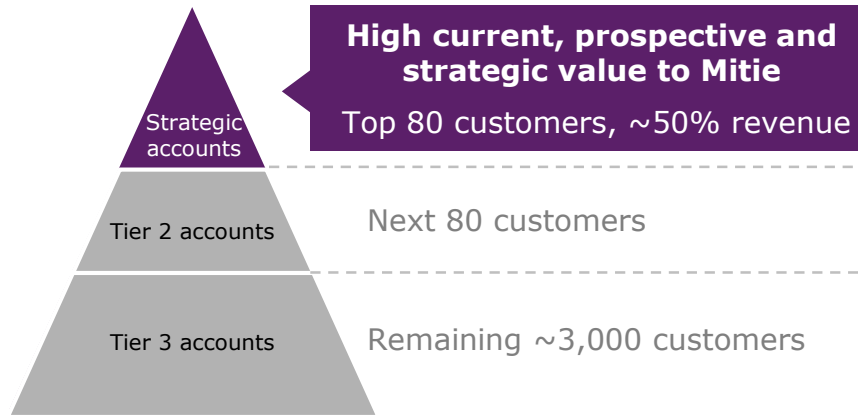 High current, prospective and
strategic value to Mitie
Top 80 customers, ~50% revenue
Strategic
accounts
Tier 2 accounts
Next 80 customers
Tier 3 accounts
Remaining ~3,000 customers